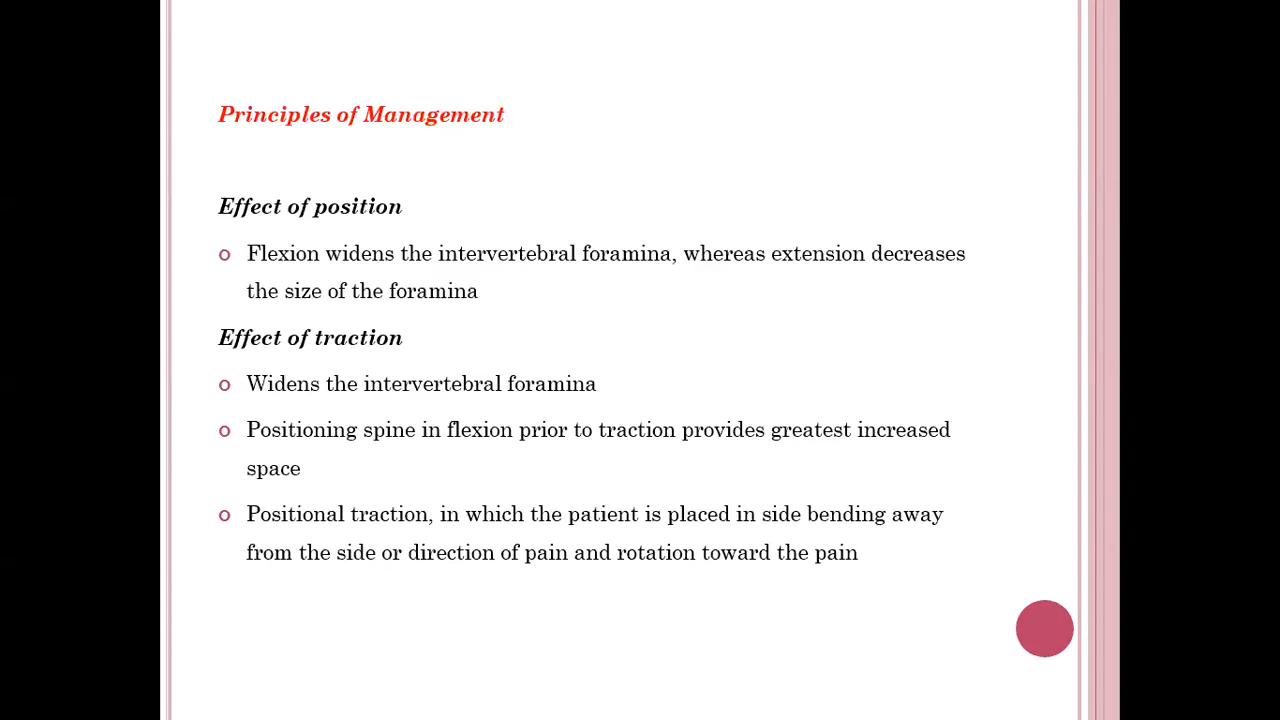 Principles of Management
Effect of position
Flexion widens the intervertebral foramina, whereas extension decreases
the size of the foramina
Effect of traction
Widens the intervertebral foramina
Positioning spine in flexion prior to traction provides greatest increased
space
Positional traction, in which the patient is placed in side bending away
from the side or direction of pain and rotation toward the pain